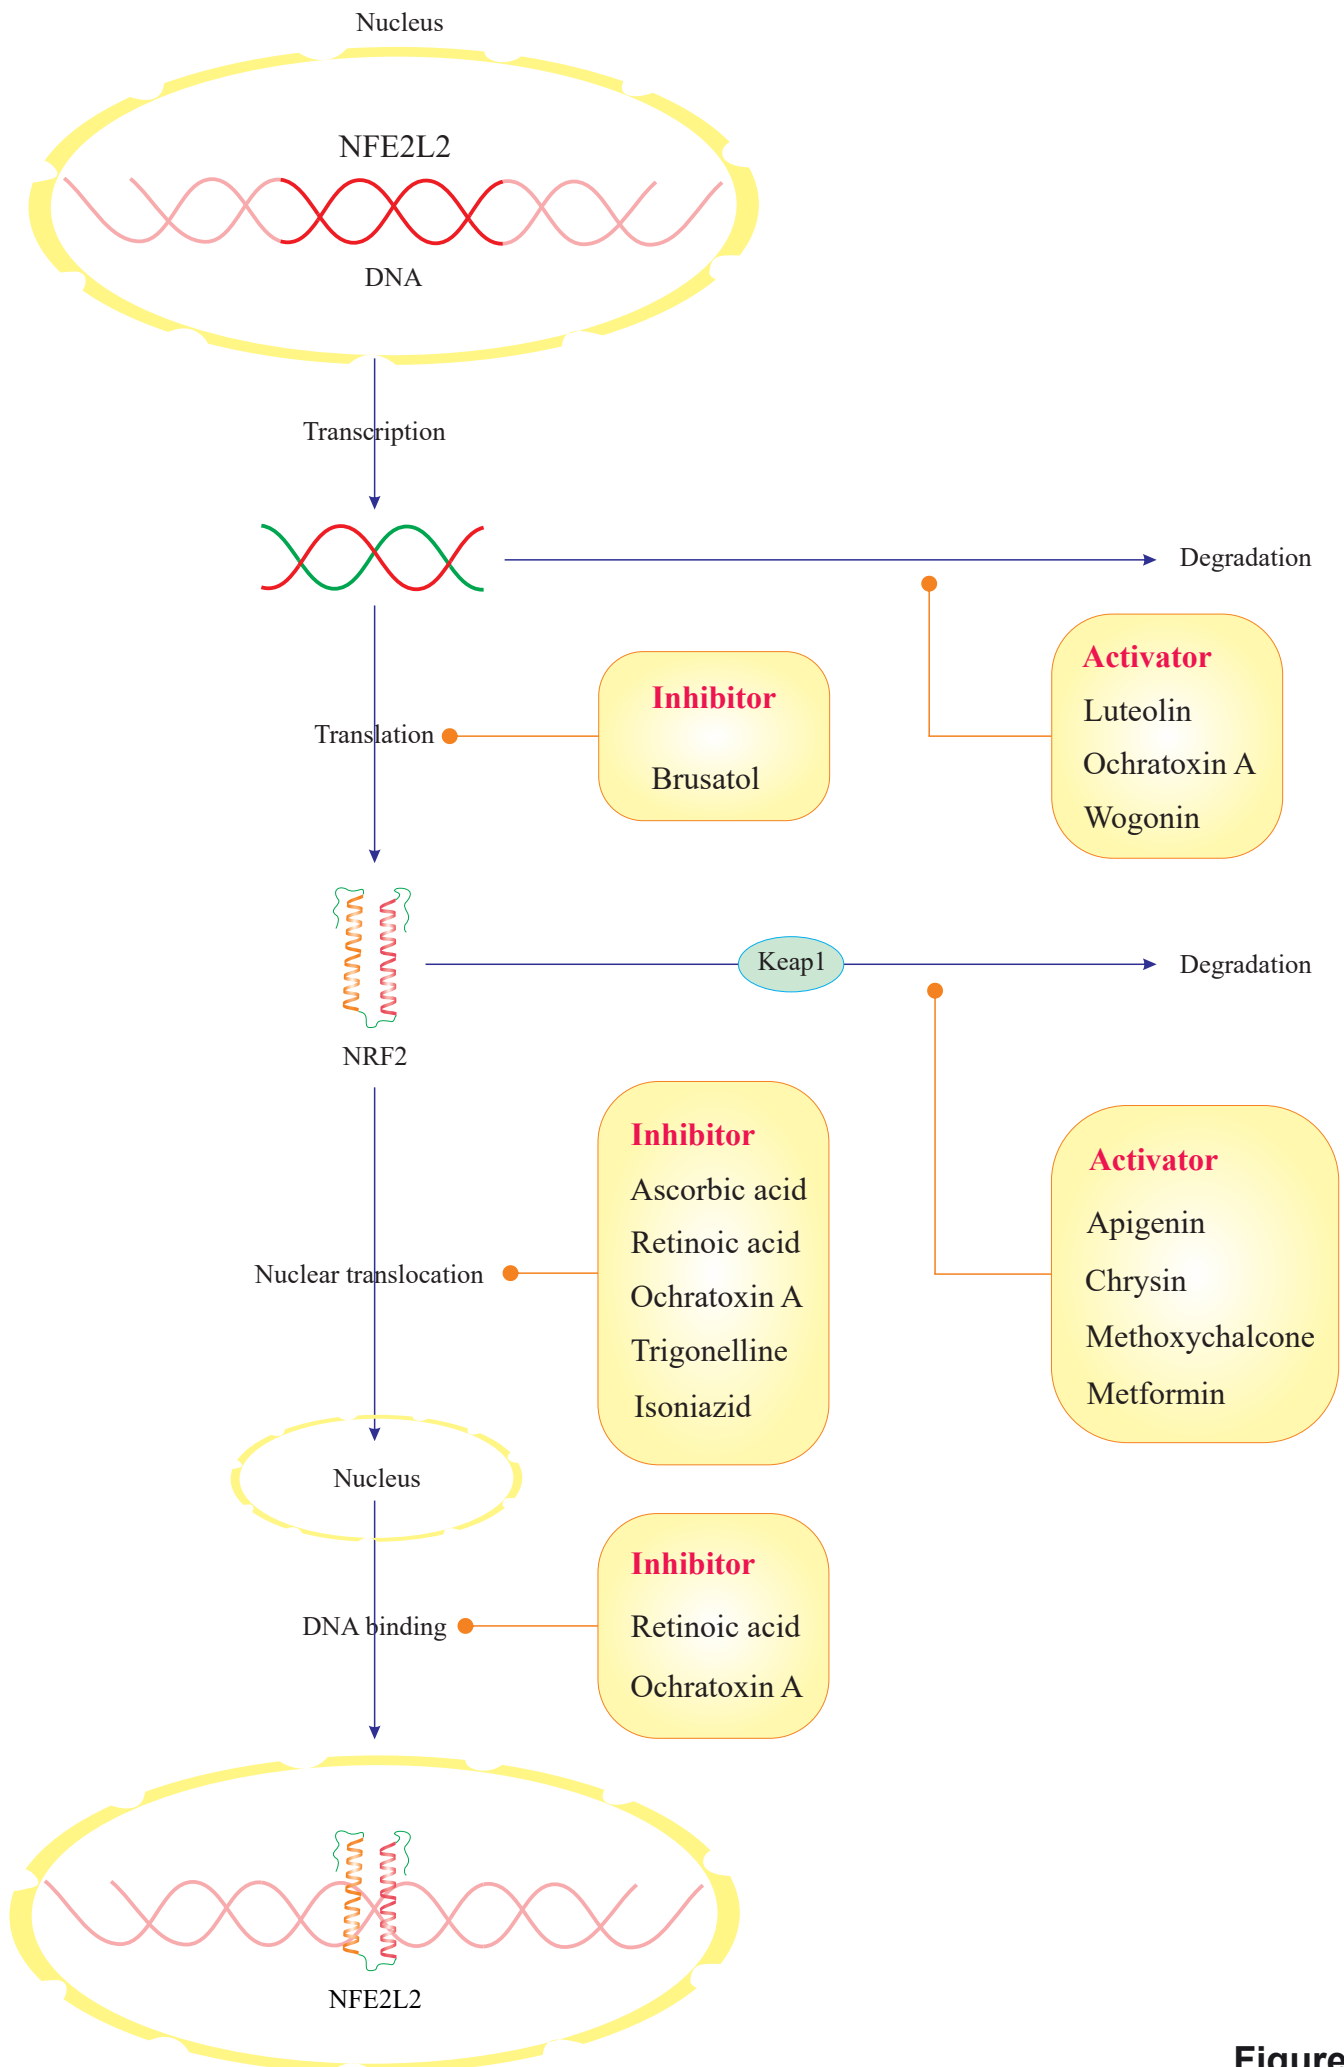 Nucleus
NFE2L2
DNA
Transcription
Degradation
Translation
Inhibitor
Brusatol
Activator
Luteolin
Ochratoxin A
Wogonin
Keap1
Degradation
NRF2
Nuclear translocation
Inhibitor
Ascorbic acid
Retinoic acid
Ochratoxin A
Trigonelline
Isoniazid
Activator
Apigenin
Chrysin
Methoxychalcone
Metformin
Nucleus
DNA binding
Inhibitor
Retinoic acid
Ochratoxin A
NFE2L2
Figure